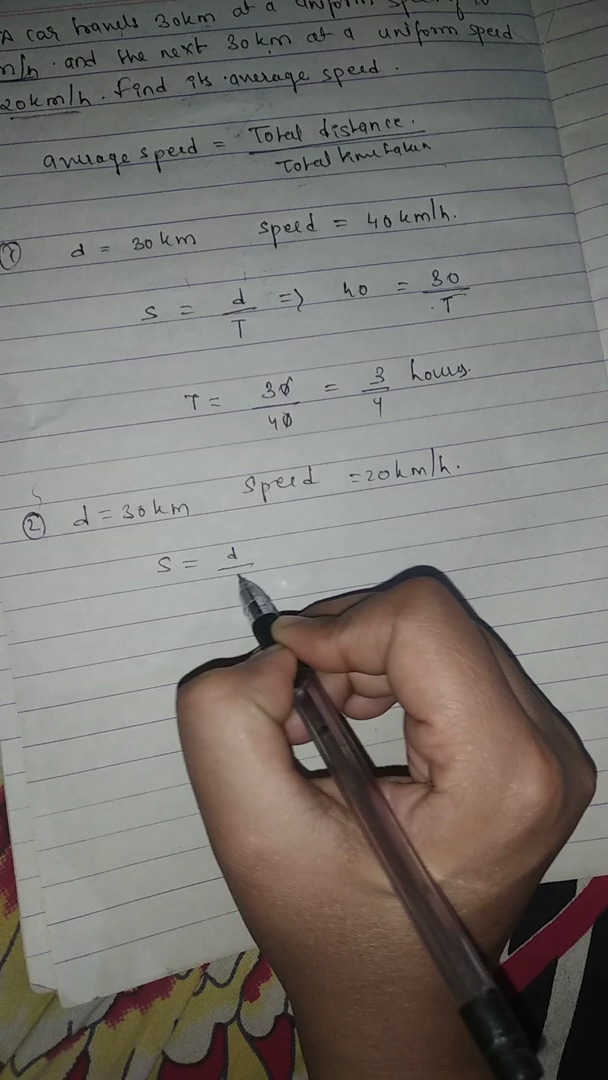 A car travels 30km at a uniform
m/h. and the next 30km at a uniform speed
20km/h. find its average speed.
average speed = Total distance.
Total time taken
① d = 30km speed = 40km/h.
S = d/T => 40 = 30/T
T = 30/40 = 3/4 hours.
② d = 30km speed = 20km/h.
S = d